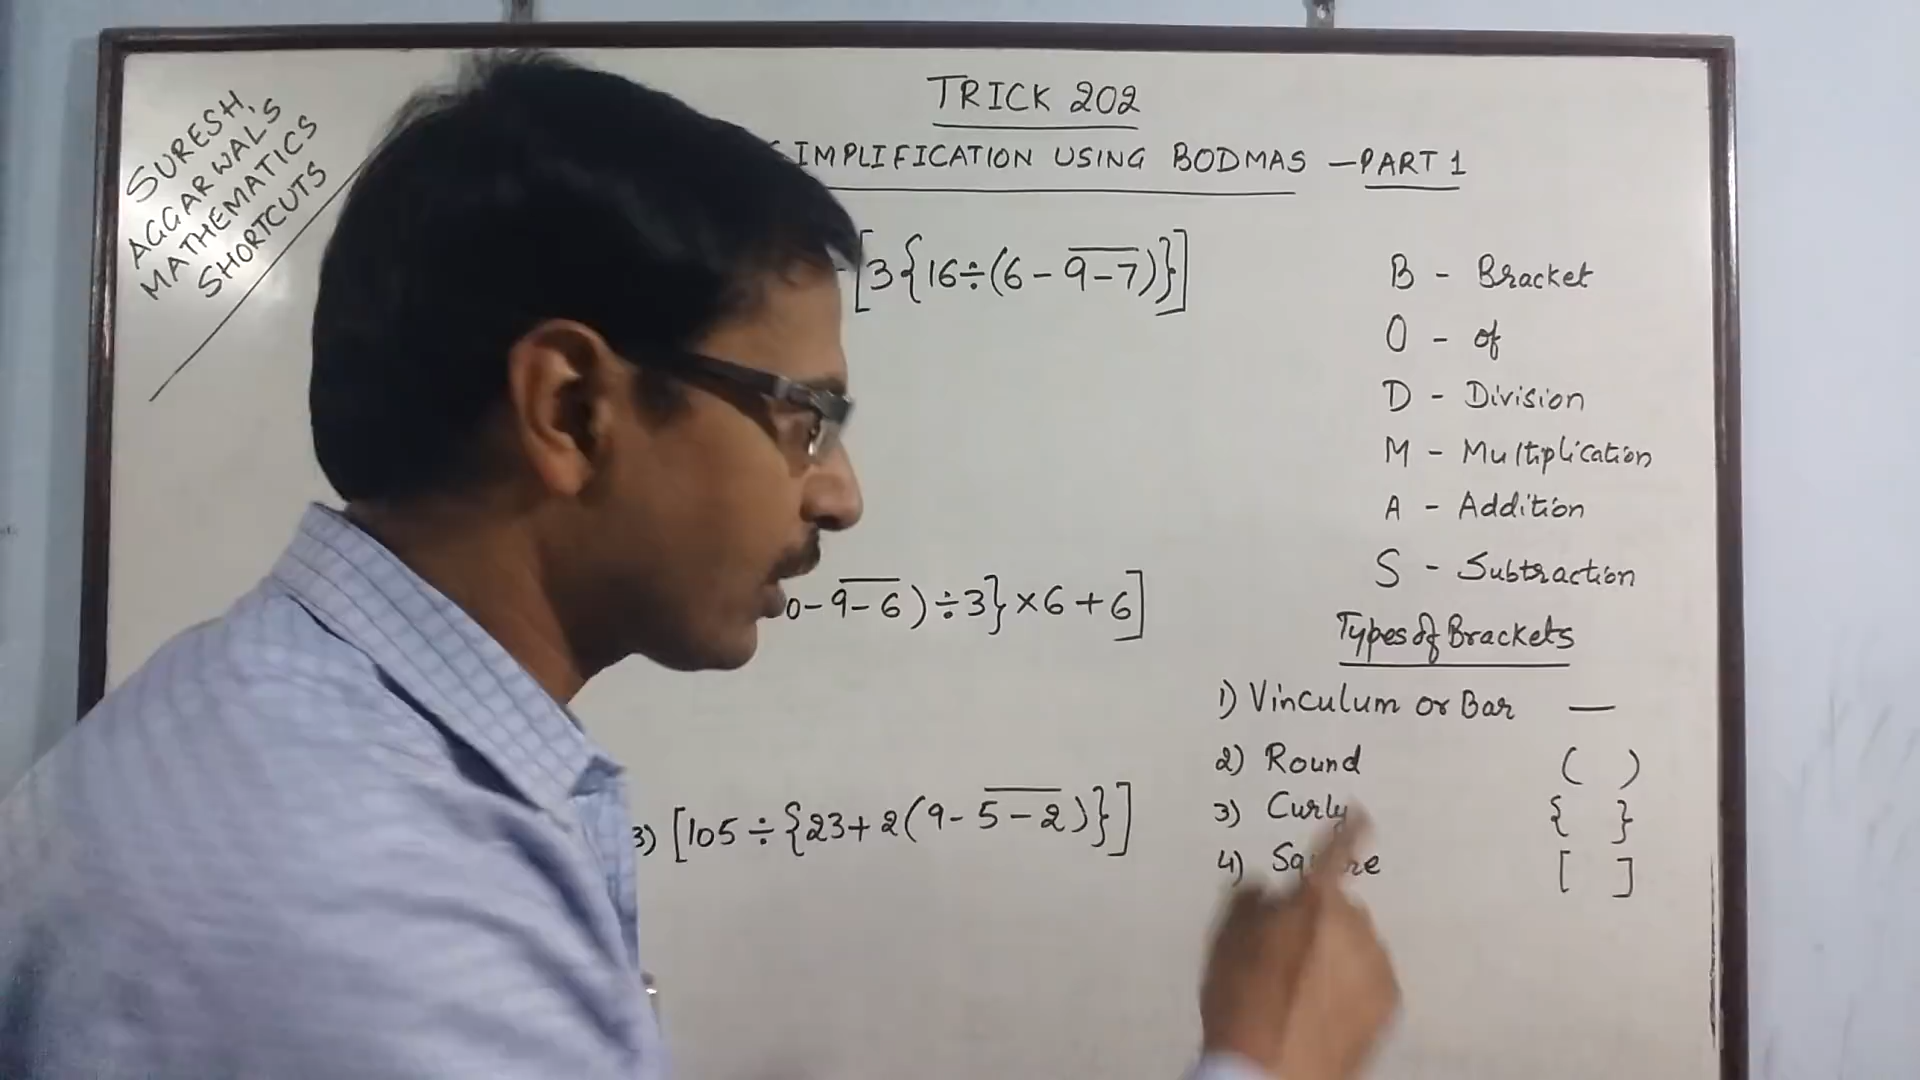 SURESH
AGGARWAL'S
MATHEMATICS
SHORTCUTS
TRICK 202
SIMPLIFICATION USING BODMAS – PART 1
[3{16÷(6 – 9̅ ̅–̅ ̅7̅)}]
0 – 9̅ ̅–̅ ̅6̅ ) ÷3} ×6 + 6]
3) [105 ÷ {23 + 2(9 - 5̅ ̅–̅ ̅2̅)}]
B - Bracket
O - of
D - Division
M - Multiplication
A - Addition
S - Subtraction
Types of Brackets
1) Vinculum or Bar —
2) Round ( )
3) Curly { }
4) Square [ ]